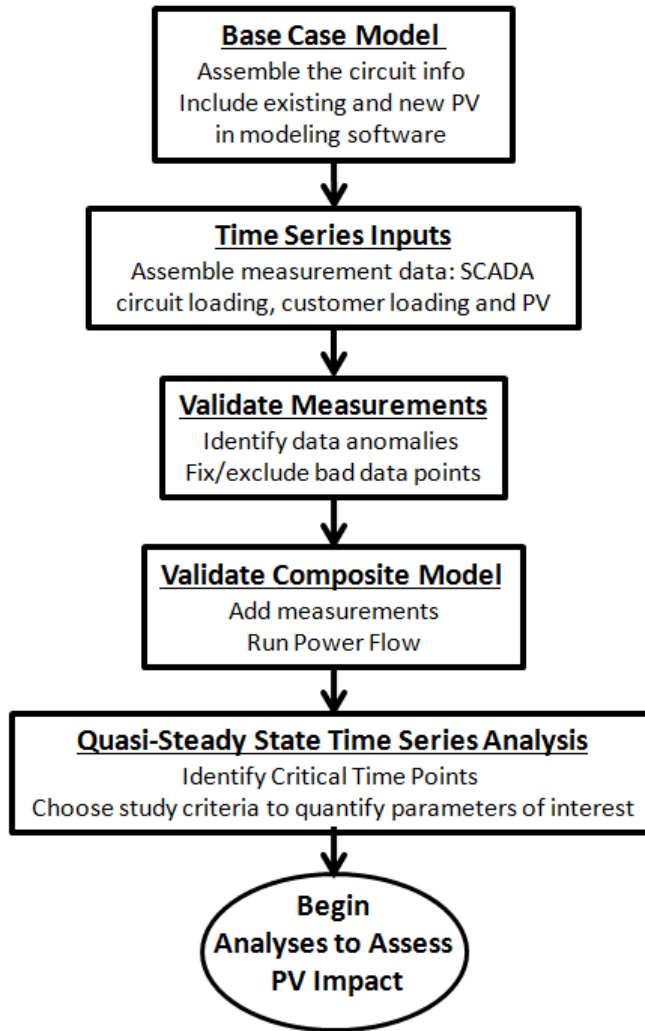 Base Case Model
Assemble the circuit info
Include existing and new PV
in modeling software
Time Series Inputs
Assemble measurement data: SCADA
circuit loading, customer loading and PV
Validate Measurements
Identify data anomalies
Fix/exclude bad data points
Validate Composite Model
Add measurements
Run Power Flow
Quasi-Steady State Time Series Analysis
Identify Critical Time Points
Choose study criteria to quantify parameters of interest
Begin
Analyses to Assess
PV Impact